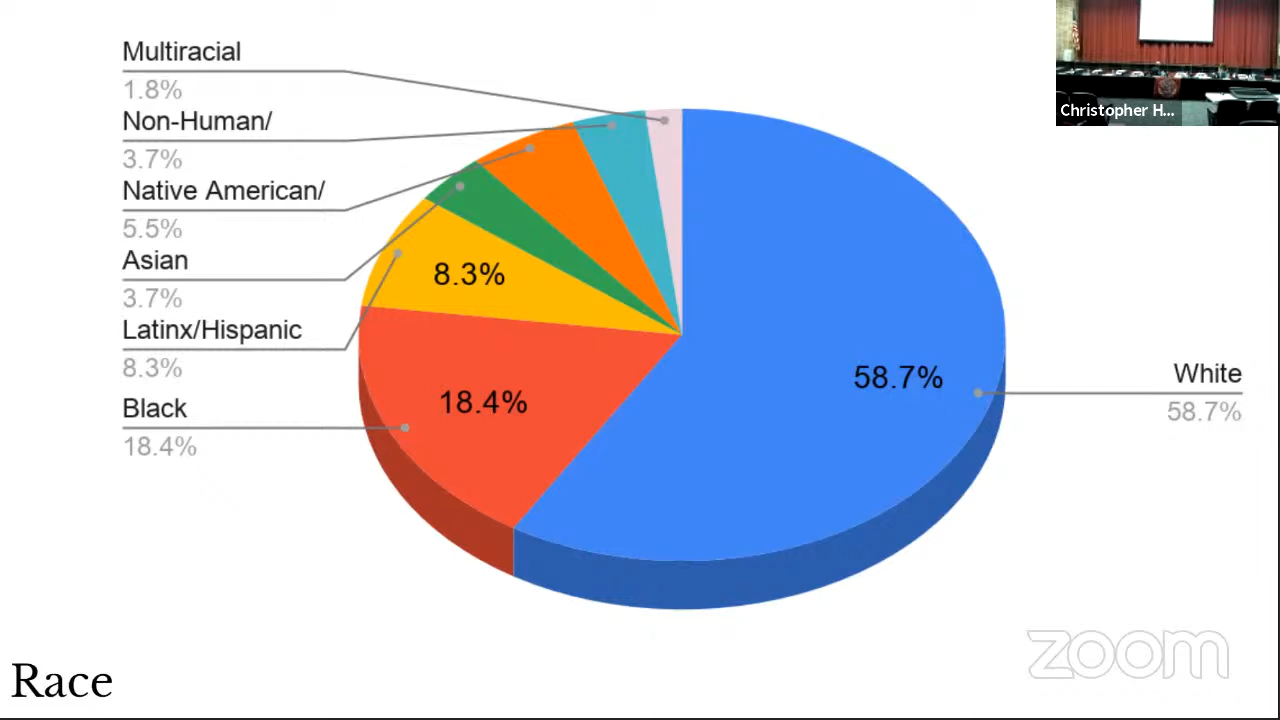 Multiracial
1.8%
Non-Human/
3.7%
Native American/
5.5%
Asian
3.7%
Latinx/Hispanic
8.3%
Black
18.4%
8.3%
18.4%
58.7%
White
58.7%
Christopher H...
Race
zoom